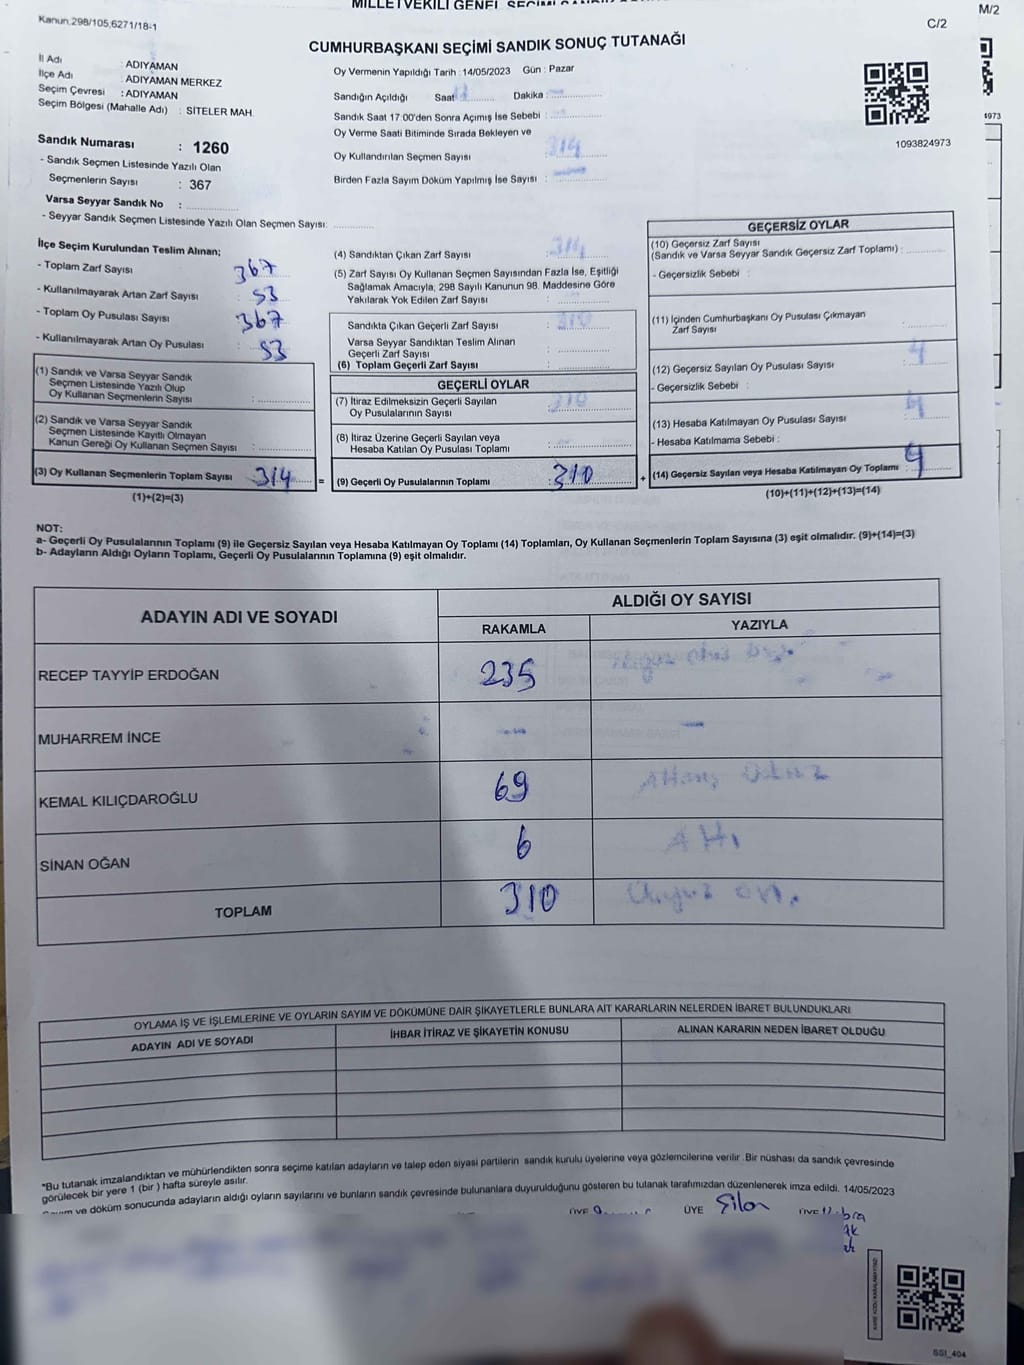 MİLLETVEKİLİ GENEL SEÇİMİ
M/2
Kanun.298/105,6271/18-1
C/2
CUMHURBAŞKANI SEÇİMİ SANDIK SONUÇ TUTANAĞI
İl Adı : ADIYAMAN
İlçe Adı : ADIYAMAN MERKEZ
Seçim Çevresi : ADIYAMAN
Seçim Bölgesi (Mahalle Adı) : SİTELER MAH.
Oy Vermenin Yapıldığı Tarih :14/05/2023 Gün : Pazar
Sandığın Açıldığı Saat Dakika :
Sandık Saat 17:00'den Sonra Açımış İse Sebebi :
Oy Verme Saati Bitiminde Sırada Bekleyen ve
Oy Kullandırılan Seçmen Sayısı : 314
Birden Fazla Sayım Döküm Yapılmış İse Sayısı :
1093824973
4973
Sandık Numarası : 1260
- Sandık Seçmen Listesinde Yazılı Olan
Seçmenlerin Sayısı : 367
Varsa Seyyar Sandık No :
- Seyyar Sandık Seçmen Listesinde Yazılı Olan Seçmen Sayısı:
İlçe Seçim Kurulundan Teslim Alınan;
- Toplam Zarf Sayısı 367
- Kullanılmayarak Artan Zarf Sayısı : 53
- Toplam Oy Pusulası Sayısı 367
- Kullanılmayarak Artan Oy Pusulası : 53
(1) Sandık ve Varsa Seyyar Sandık
Seçmen Listesinde Yazılı Olup
Oy Kullanan Seçmenlerin Sayısı :
(2) Sandık ve Varsa Seyyar Sandık
Seçmen Listesinde Kayıtlı Olmayan
Kanun Gereği Oy Kullanan Seçmen Sayısı :
(3) Oy Kullanan Seçmenlerin Toplam Sayısı 314
(1)+(2)=(3)
(4) Sandıktan Çıkan Zarf Sayısı : 314
(5) Zarf Sayısı Oy Kullanan Seçmen Sayısından Fazla İse, Eşitliği
Sağlamak Amacıyla, 298 Sayılı Kanunun 98. Maddesine Göre
Yakılarak Yok Edilen Zarf Sayısı :
Sandıkta Çıkan Geçerli Zarf Sayısı : 310
Varsa Seyyar Sandıktan Teslim Alınan
Geçerli Zarf Sayısı :
(6) Toplam Geçerli Zarf Sayısı :
GEÇERLİ OYLAR
(7) İtiraz Edilmeksizin Geçerli Sayılan
Oy Pusulalarının Sayısı : 310
(8) İtiraz Üzerine Geçerli Sayılan veya
Hesaba Katılan Oy Pusulası Toplamı :
= (9) Geçerli Oy Pusulalarının Toplamı : 310
GEÇERSİZ OYLAR
(10) Geçersiz Zarf Sayısı
(Sandık ve Varsa Seyyar Sandık Geçersiz Zarf Toplamı) :
- Geçersizlik Sebebi :
(11) İçinden Cumhurbaşkanı Oy Pusulası Çıkmayan
Zarf Sayısı :
(12) Geçersiz Sayılan Oy Pusulası Sayısı : 4
- Geçersizlik Sebebi :
(13) Hesaba Katılmayan Oy Pusulası Sayısı : 4
- Hesaba Katılmama Sebebi :
+ (14) Geçersiz Sayılan veya Hesaba Katılmayan Oy Toplamı : 4
(10)+(11)+(12)+(13)=(14)
NOT:
a- Geçerli Oy Pusulalarının Toplamı (9) ile Geçersiz Sayılan veya Hesaba Katılmayan Oy Toplamı (14) Toplamları, Oy Kullanan Seçmenlerin Toplam Sayısına (3) eşit olmalıdır. (9)+(14)=(3)
b- Adayların Aldığı Oyların Toplamı, Geçerli Oy Pusulalarının Toplamına (9) eşit olmalıdır.
ADAYIN ADI VE SOYADI
ALDIĞI OY SAYISI
RAKAMLA YAZIYLA
RECEP TAYYİP ERDOĞAN 235
MUHARREM İNCE — —
KEMAL KILIÇDAROĞLU 69 Altmış Dokuz
SİNAN OĞAN 6 Altı
TOPLAM 310 Üçyüz on.
OYLAMA İŞ VE İŞLEMLERİNE VE OYLARIN SAYIM VE DÖKÜMÜNE DAİR ŞİKAYETLERLE BUNLARA AİT KARARLARIN NELERDEN İBARET BULUNDUKLARI
ADAYIN ADI VE SOYADI İHBAR İTİRAZ VE ŞİKAYETİN KONUSU ALINAN KARARIN NEDEN İBARET OLDUĞU
*Bu tutanak imzalandıktan ve mühürlendikten sonra seçime katılan adayların ve talep eden siyasi partilerin sandık kurulu üyelerine veya gözlemcilerine verilir .Bir nüshası da sandık çevresinde
görülecek bir yere 1 (bir ) hafta süreyle asılır.
ve döküm sonucunda adayların aldığı oyların sayılarını ve bunların sandık çevresinde bulunanlara duyurulduğunu gösteren bu tutanak tarafımızdan düzenlenerek imza edildi. 14/05/2023
ÜYE ÜYE ÜYE
SSI_404